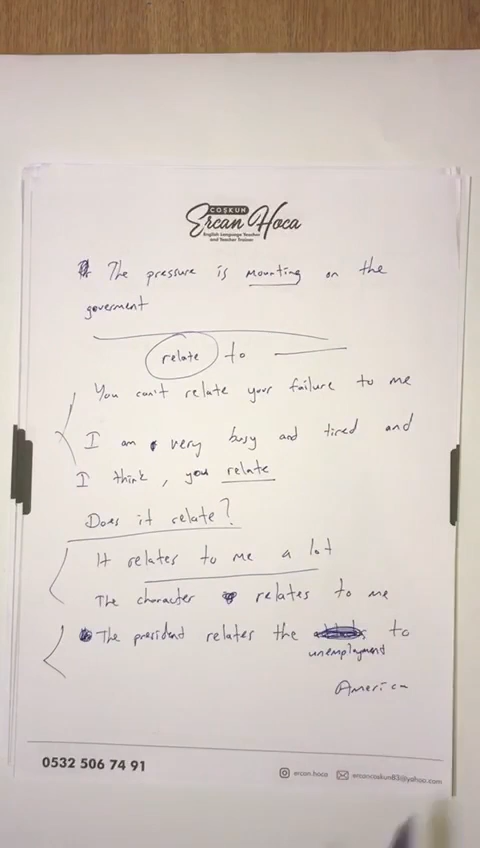 COŞKUN
Ercan Hoca
English Language Teacher
and Teacher Trainer
The pressure is mounting on the
goverment
relate to
You can't relate your failure to me
I am very busy and tired and
I think, you relate
Does it relate?
It relates to me a lot
The character relates to me
The president relates the to
unemployment
America
0532 506 74 91
ercan.hoca ercancoskun83@yahoo.com